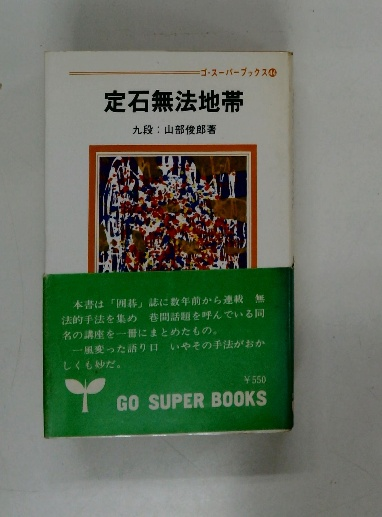 ゴ・スーパーブックス46
定石無法地帯
九段：山部俊郎著
本書は「囲碁」誌に数年前から連載　無
法的手法を集め　巷間話題を呼んでいる同
名の講座を一冊にまとめたもの。
一風変った語り口　いやその手法がおか
しくも妙だ。
￥550
GO SUPER BOOKS